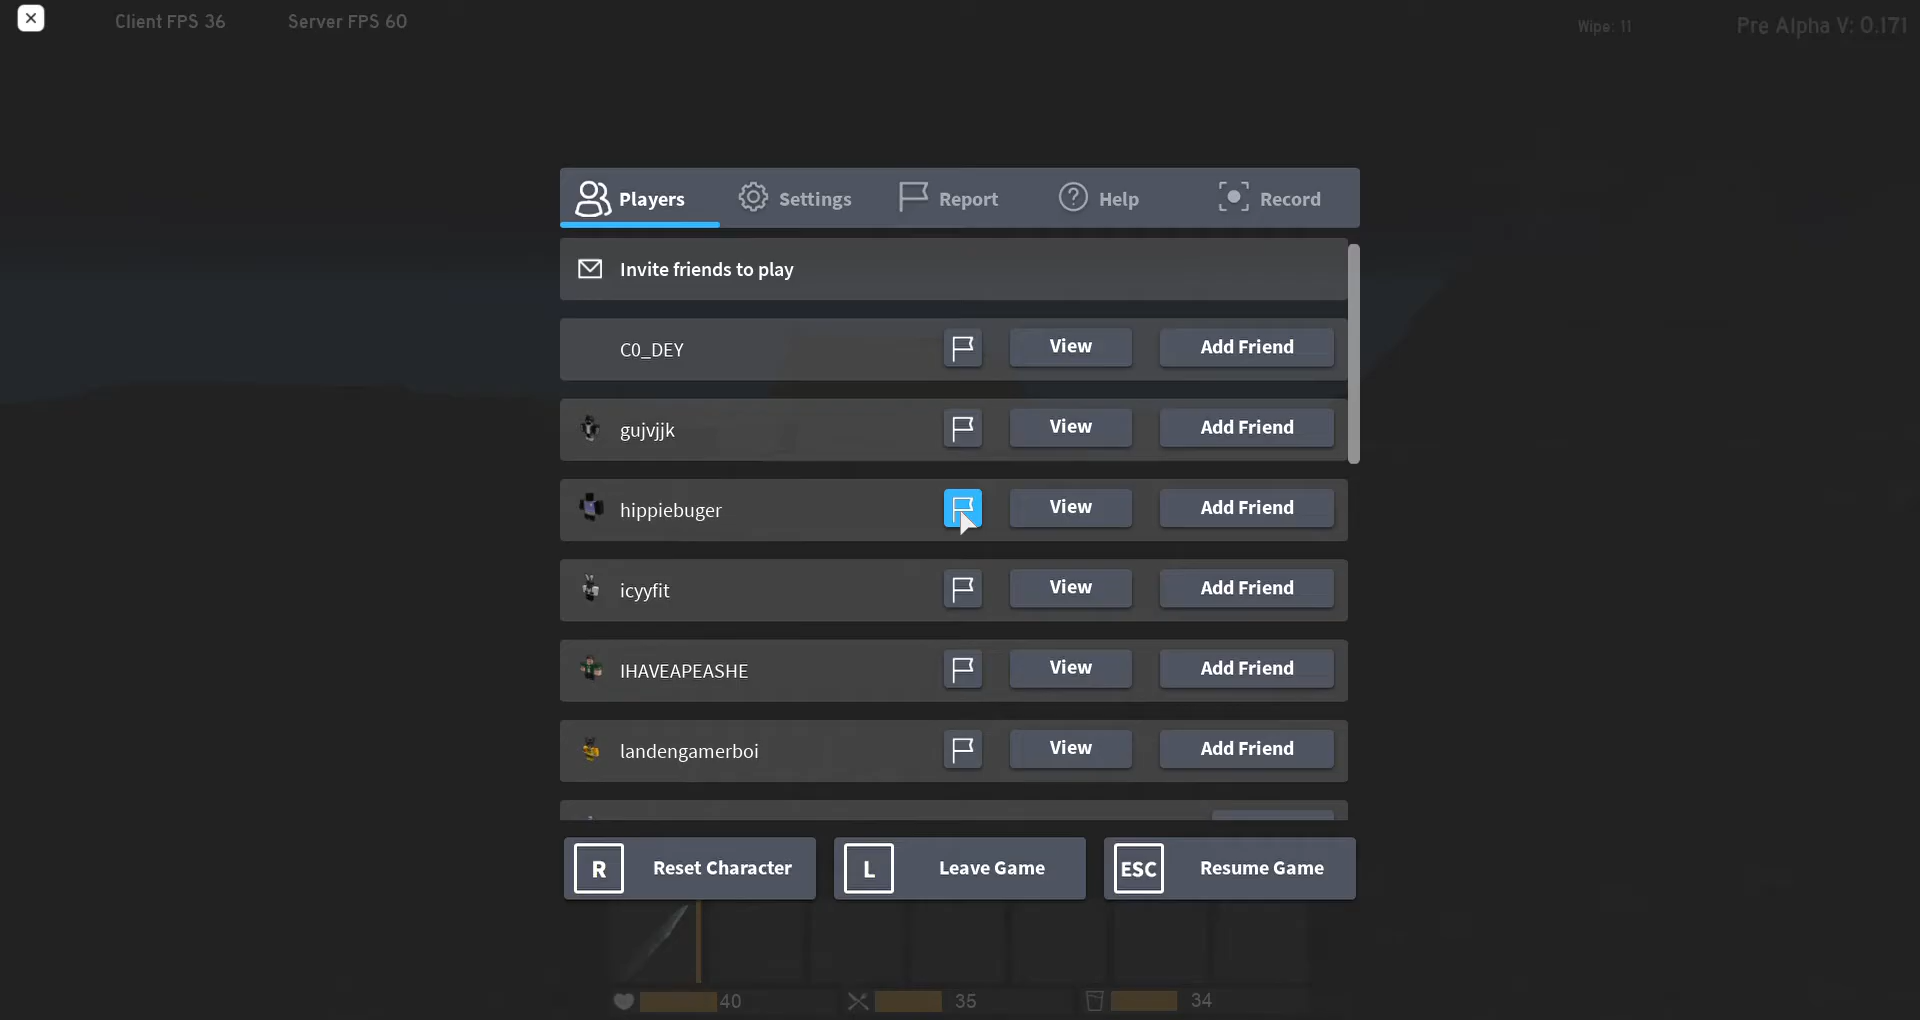 Client FPS 36 Server FPS 60
Wipe: 11 Pre Alpha V: 0.171
Players Settings Report Help Record
Invite friends to play
C0_DEY View Add Friend
gujvjjk View Add Friend
hippiebuger View Add Friend
icyyfit View Add Friend
IHAVEAPEASHE View Add Friend
landengamerboi View Add Friend
R Reset Character L Leave Game ESC Resume Game
40 35 34